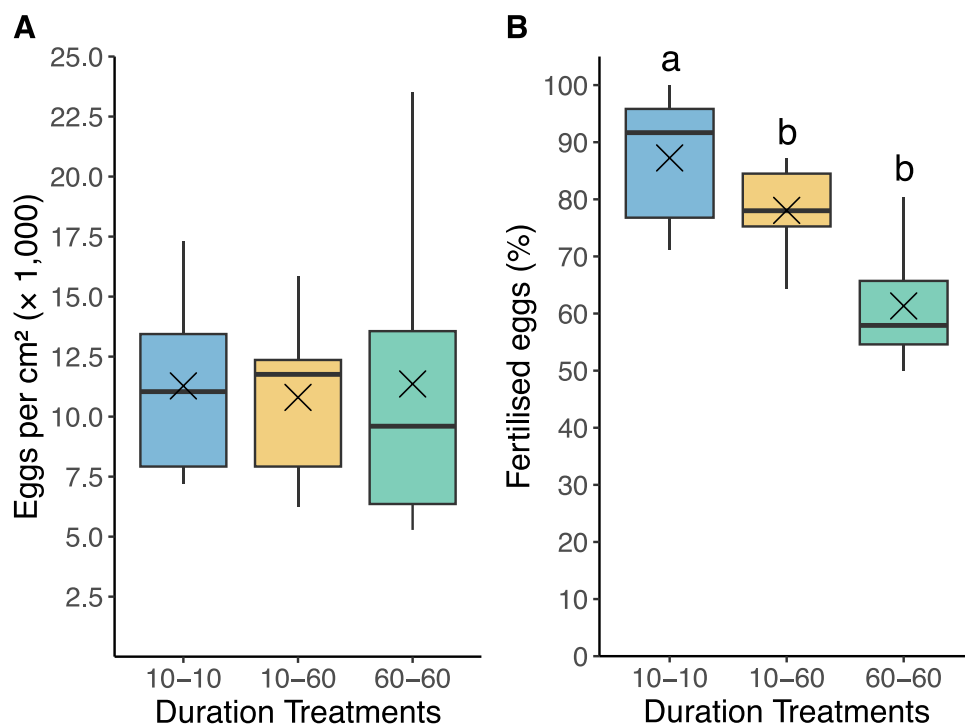 A
Eggs per cm² (× 1,000)
25.0
22.5
20.0
17.5
15.0
12.5
10.0
7.5
5.0
2.5
10–10 10–60 60–60
Duration Treatments
B
Fertilised eggs (%)
100
90
80
70
60
50
40
30
20
10
0
a
b
b
10–10 10–60 60–60
Duration Treatments